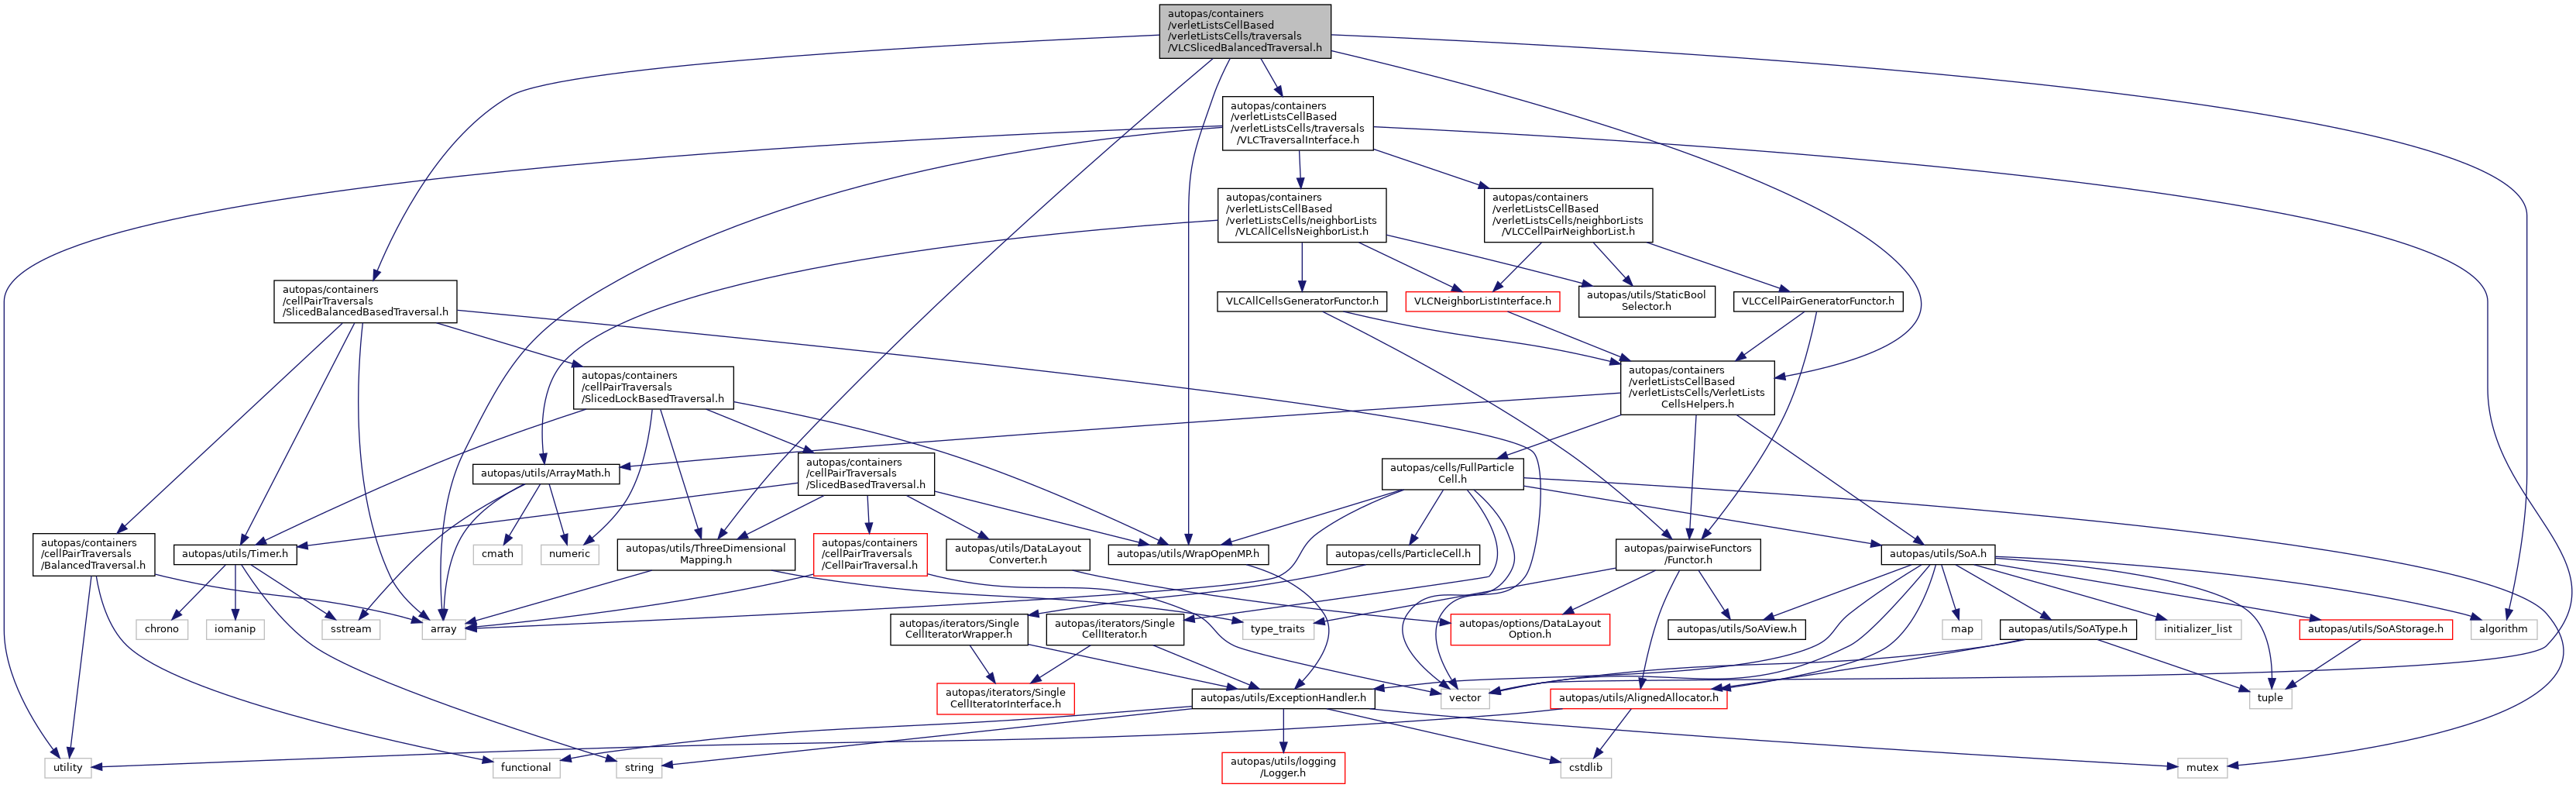 autopas/containers
/verletListsCellBased
/verletListsCells/traversals
/VLCSlicedBalancedTraversal.h
autopas/containers
/verletListsCellBased
/verletListsCells/traversals
/VLCTraversalInterface.h
autopas/containers
/verletListsCellBased
/verletListsCells/neighborLists
/VLCAllCellsNeighborList.h
autopas/containers
/verletListsCellBased
/verletListsCells/neighborLists
/VLCCellPairNeighborList.h
autopas/containers
/cellPairTraversals
/SlicedBalancedBasedTraversal.h
VLCAllCellsGeneratorFunctor.h
VLCNeighborListInterface.h
autopas/utils/StaticBool
Selector.h
VLCCellPairGeneratorFunctor.h
autopas/containers
/cellPairTraversals
/SlicedLockBasedTraversal.h
autopas/containers
/verletListsCellBased
/verletListsCells/VerletLists
CellsHelpers.h
autopas/utils/ArrayMath.h
autopas/containers
/cellPairTraversals
/SlicedBasedTraversal.h
autopas/cells/FullParticle
Cell.h
autopas/containers
/cellPairTraversals
/BalancedTraversal.h
autopas/utils/Timer.h
cmath
numeric
autopas/utils/ThreeDimensional
Mapping.h
autopas/containers
/cellPairTraversals
/CellPairTraversal.h
autopas/utils/DataLayout
Converter.h
autopas/utils/WrapOpenMP.h
autopas/cells/ParticleCell.h
autopas/pairwiseFunctors
/Functor.h
autopas/utils/SoA.h
chrono
iomanip
sstream
array
autopas/iterators/Single
CellIteratorWrapper.h
autopas/iterators/Single
CellIterator.h
type_traits
autopas/options/DataLayout
Option.h
autopas/utils/SoAView.h
map
autopas/utils/SoAType.h
initializer_list
autopas/utils/SoAStorage.h
algorithm
autopas/iterators/Single
CellIteratorInterface.h
autopas/utils/ExceptionHandler.h
vector
autopas/utils/AlignedAllocator.h
tuple
utility
functional
string
autopas/utils/logging
/Logger.h
cstdlib
mutex